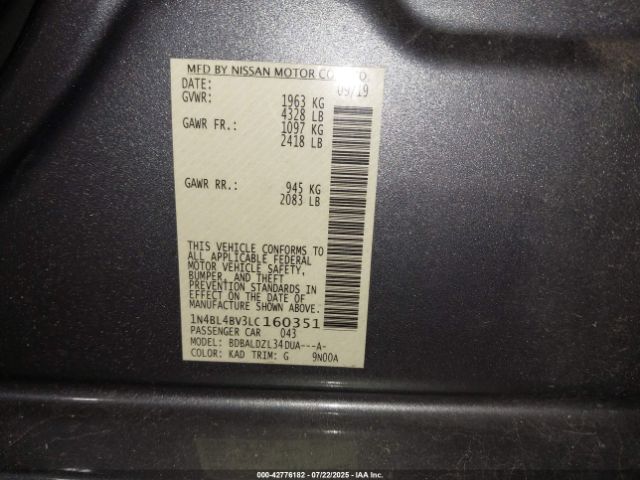 MFD BY NISSAN MOTOR CO., LTD.
DATE: 09/19
GVWR: 1963 KG
4328 LB
GAWR FR.: 1097 KG
2418 LB
GAWR RR.: 945 KG
2083 LB
THIS VEHICLE CONFORMS TO
ALL APPLICABLE FEDERAL
MOTOR VEHICLE SAFETY,
BUMPER, AND THEFT
PREVENTION STANDARDS IN
EFFECT ON THE DATE OF
MANUFACTURE SHOWN ABOVE.
1N4BL4BV3LC160351
PASSENGER CAR 043
MODEL: BDBALDZL34DUA---A-
COLOR: KAD TRIM: G 9N00A
000-42776182 - 07/22/2025 - IAA, Inc.